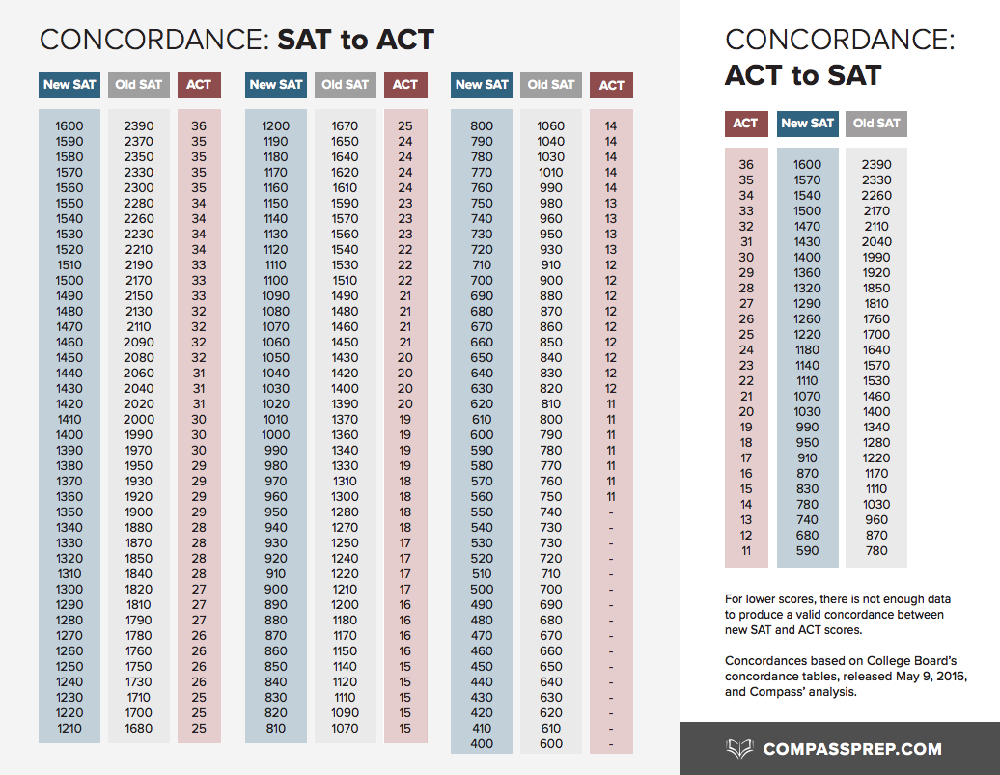 CONCORDANCE: SAT to ACT
New SAT Old SAT ACT
1600 2390 36
1590 2370 35
1580 2350 35
1570 2330 35
1560 2300 35
1550 2280 34
1540 2260 34
1530 2230 34
1520 2210 34
1510 2190 33
1500 2170 33
1490 2150 33
1480 2130 32
1470 2110 32
1460 2090 32
1450 2080 32
1440 2060 31
1430 2040 31
1420 2020 31
1410 2000 30
1400 1990 30
1390 1970 30
1380 1950 29
1370 1930 29
1360 1920 29
1350 1900 29
1340 1880 28
1330 1870 28
1320 1850 28
1310 1840 28
1300 1820 27
1290 1810 27
1280 1790 27
1270 1780 26
1260 1760 26
1250 1750 26
1240 1730 26
1230 1710 25
1220 1700 25
1210 1680 25
New SAT Old SAT ACT
1200 1670 25
1190 1650 24
1180 1640 24
1170 1620 24
1160 1610 24
1150 1590 23
1140 1570 23
1130 1560 23
1120 1540 22
1110 1530 22
1100 1510 22
1090 1490 21
1080 1480 21
1070 1460 21
1060 1450 21
1050 1430 20
1040 1420 20
1030 1400 20
1020 1390 20
1010 1370 19
1000 1360 19
990 1340 19
980 1330 19
970 1310 18
960 1300 18
950 1280 18
940 1270 18
930 1250 17
920 1240 17
910 1220 17
900 1210 17
890 1200 16
880 1180 16
870 1170 16
860 1150 16
850 1140 15
840 1120 15
830 1110 15
820 1090 15
810 1070 15
New SAT Old SAT ACT
800 1060 14
790 1040 14
780 1030 14
770 1010 14
760 990 14
750 980 13
740 960 13
730 950 13
720 930 13
710 910 12
700 900 12
690 880 12
680 870 12
670 860 12
660 850 12
650 840 12
640 830 12
630 820 12
620 810 11
610 800 11
600 790 11
590 780 11
580 770 11
570 760 11
560 750 11
550 740 -
540 730 -
530 730 -
520 720 -
510 710 -
500 700 -
490 690 -
480 680 -
470 670 -
460 660 -
450 650 -
440 640 -
430 630 -
420 620 -
410 610 -
400 600 -
CONCORDANCE:
ACT to SAT
ACT New SAT Old SAT
36 1600 2390
35 1570 2330
34 1540 2260
33 1500 2170
32 1470 2110
31 1430 2040
30 1400 1990
29 1360 1920
28 1320 1850
27 1290 1810
26 1260 1760
25 1220 1700
24 1180 1640
23 1140 1570
22 1110 1530
21 1070 1460
20 1030 1400
19 990 1340
18 950 1280
17 910 1220
16 870 1170
15 830 1110
14 780 1030
13 740 960
12 680 870
11 590 780
For lower scores, there is not enough data
to produce a valid concordance between
new SAT and ACT scores.
Concordances based on College Board's
concordance tables, released May 9, 2016,
and Compass' analysis.
COMPASSPREP.COM